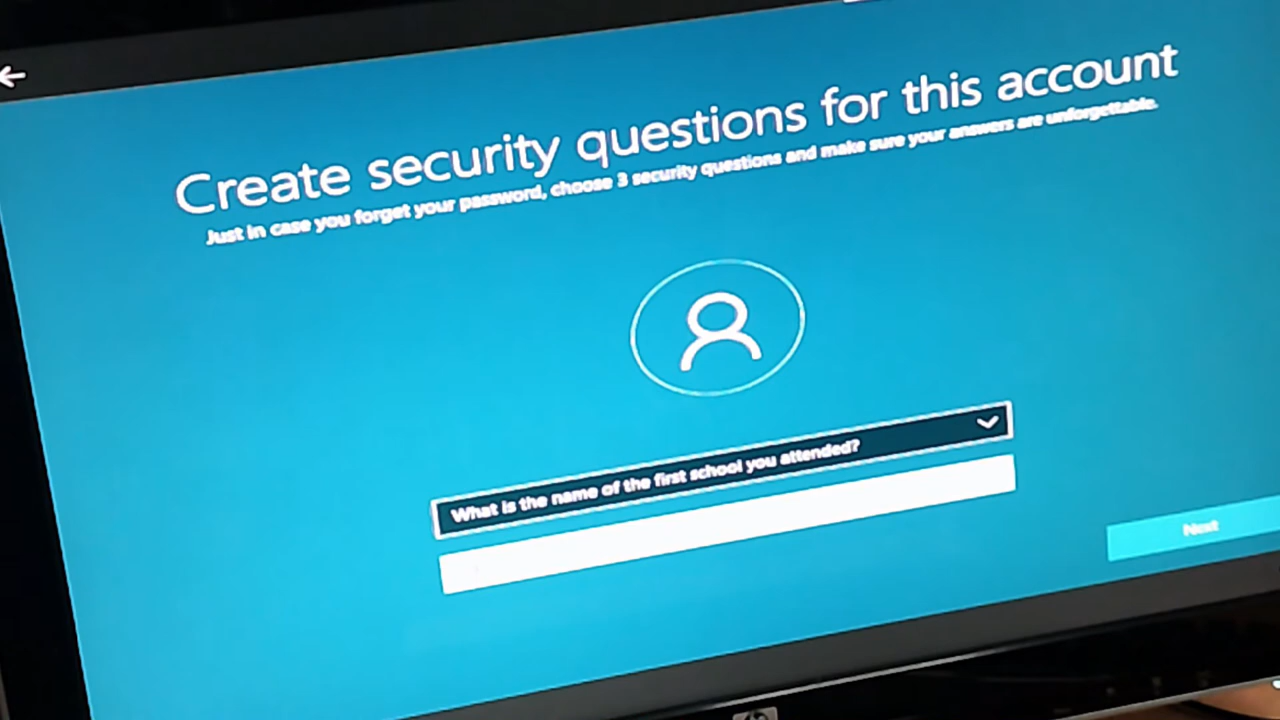 Create security questions for this account
Just in case you forget your password, choose 3 security questions and make sure your answers are unforgettable.
What is the name of the first school you attended?
Next
hp